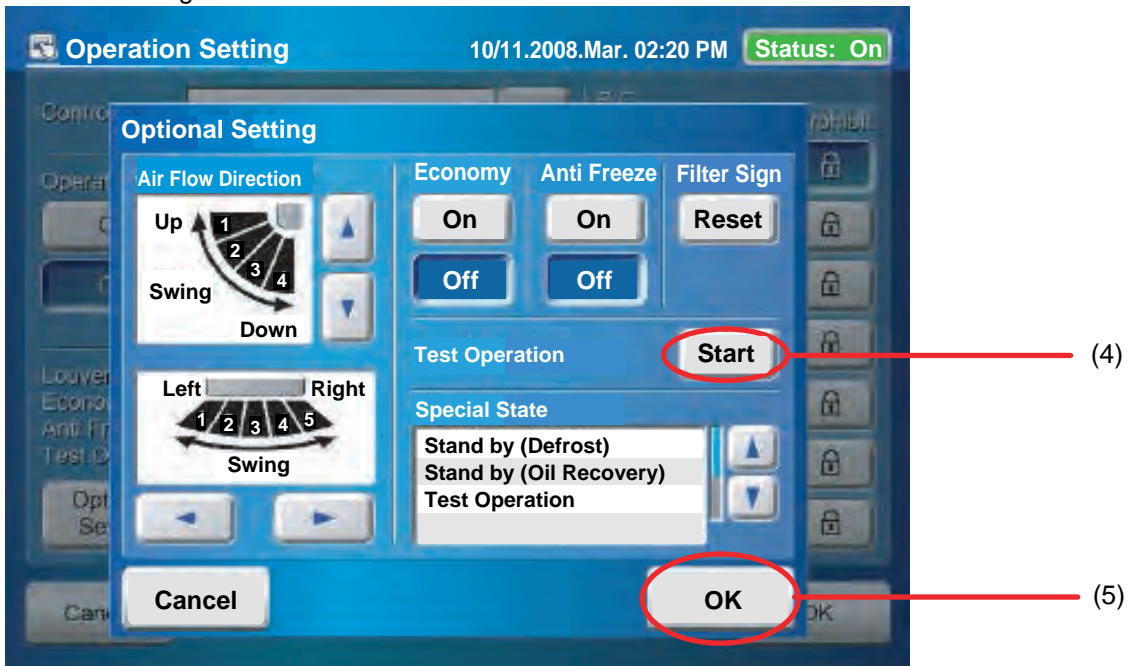 Operation Setting 10/11.2008.Mar. 02:20 PM Status: On
Optional Setting
Air Flow Direction
Up
1
2
3
4
Swing
Down
Left Right
1 2 3 4 5
Swing
Economy Anti Freeze Filter Sign
On On Reset
Off Off
Test Operation Start
(4)
Special State
Stand by (Defrost)
Stand by (Oil Recovery)
Test Operation
Cancel OK
(5)